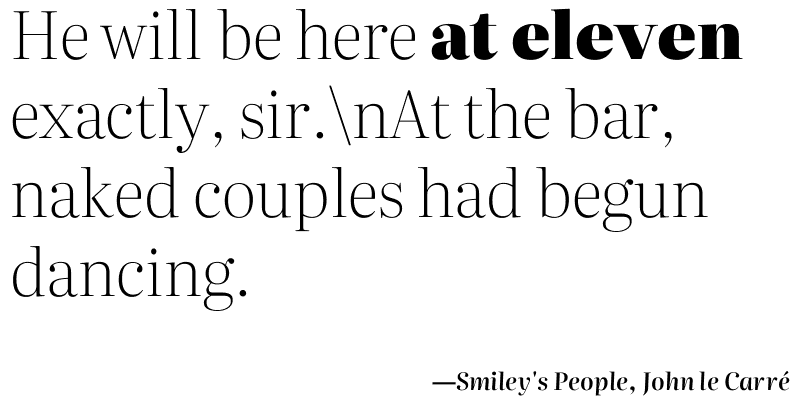 He will be here at eleven
exactly, sir.\nAt the bar,
naked couples had begun
dancing.
—Smiley's People, John le Carré